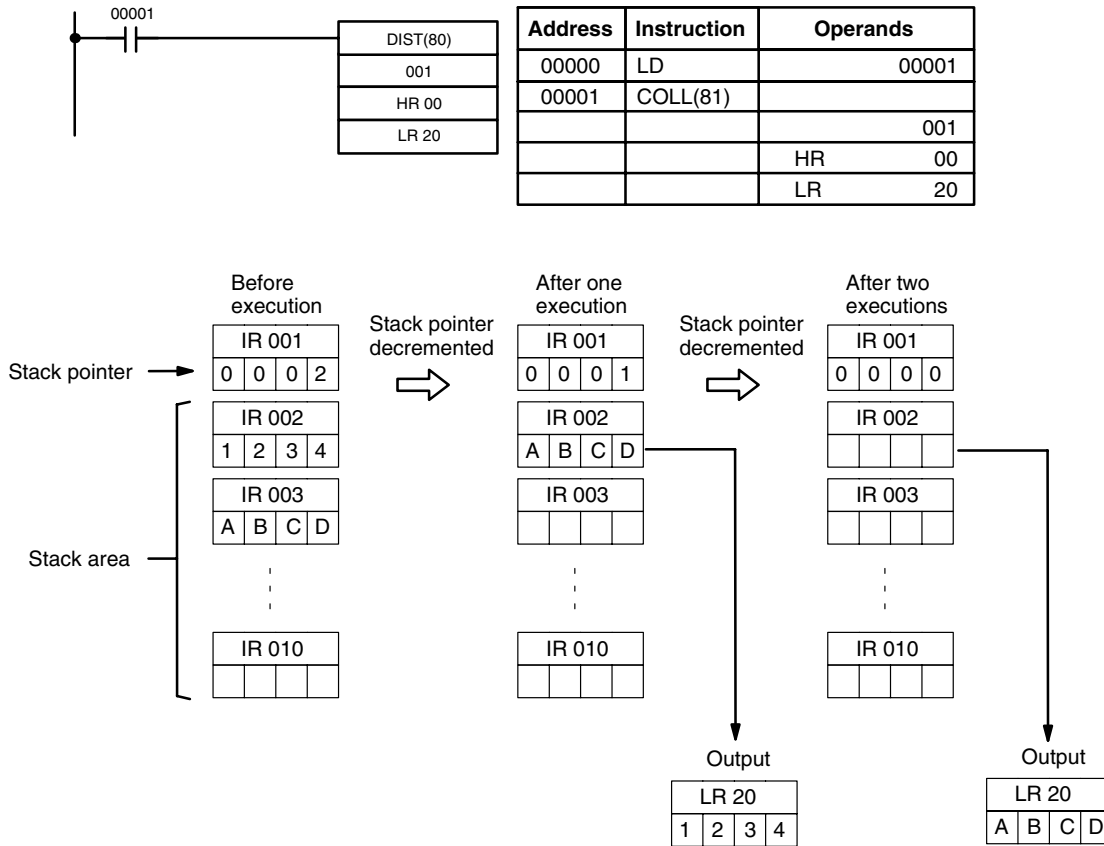 00001
DIST(80)
001
HR 00
LR 20
Address Instruction Operands
00000 LD 00001
00001 COLL(81)
001
HR 00
LR 20
Before
execution
After one
execution
After two
executions
Stack pointer
decremented
Stack pointer
decremented
Stack pointer
IR 001
0 0 0 2
IR 001
0 0 0 1
IR 001
0 0 0 0
IR 002
1 2 3 4
IR 002
A B C D
IR 002
IR 003
A B C D
IR 003
IR 003
Stack area
IR 010
IR 010
IR 010
Output
LR 20
1 2 3 4
Output
LR 20
A B C D